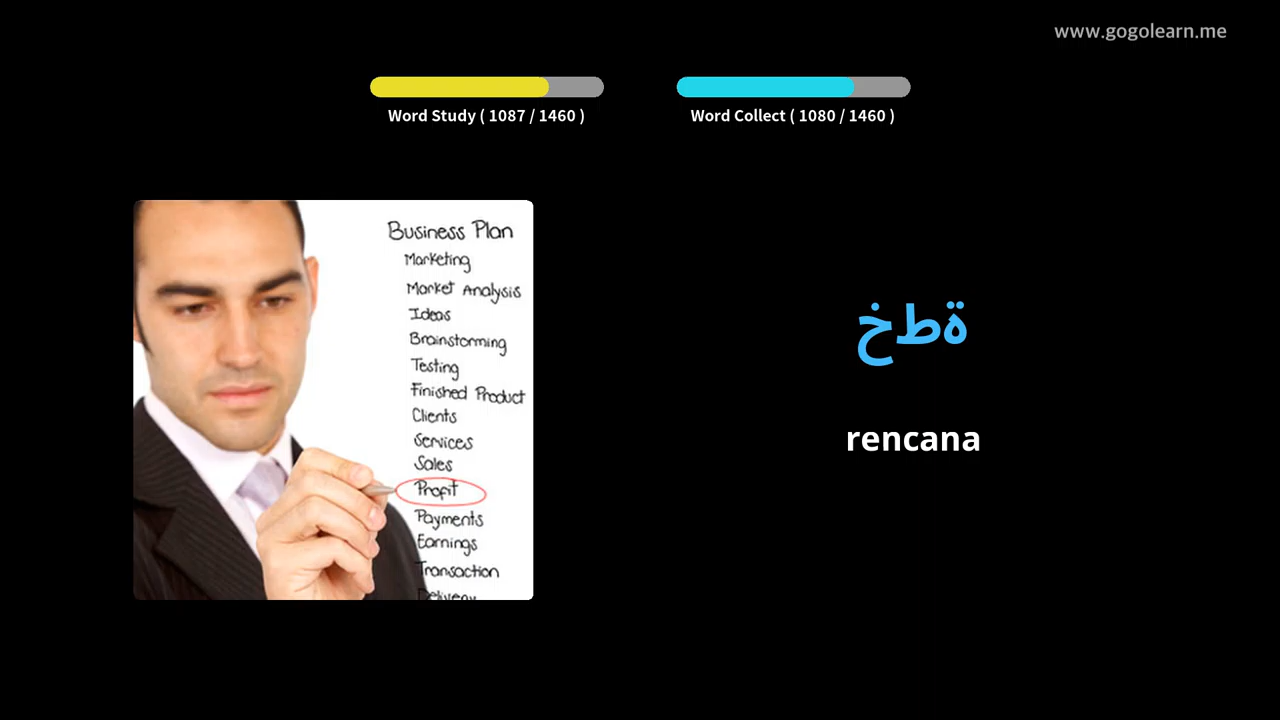 www.gogolearn.me
Word Study ( 1087 / 1460 )
Word Collect ( 1080 / 1460 )
Business Plan
Marketing
Market Analysis
Ideas
Brainstorming
Testing
Finished Product
Clients
Services
Sales
Profit
Payments
Earnings
Transaction
Delivery
خطة
rencana